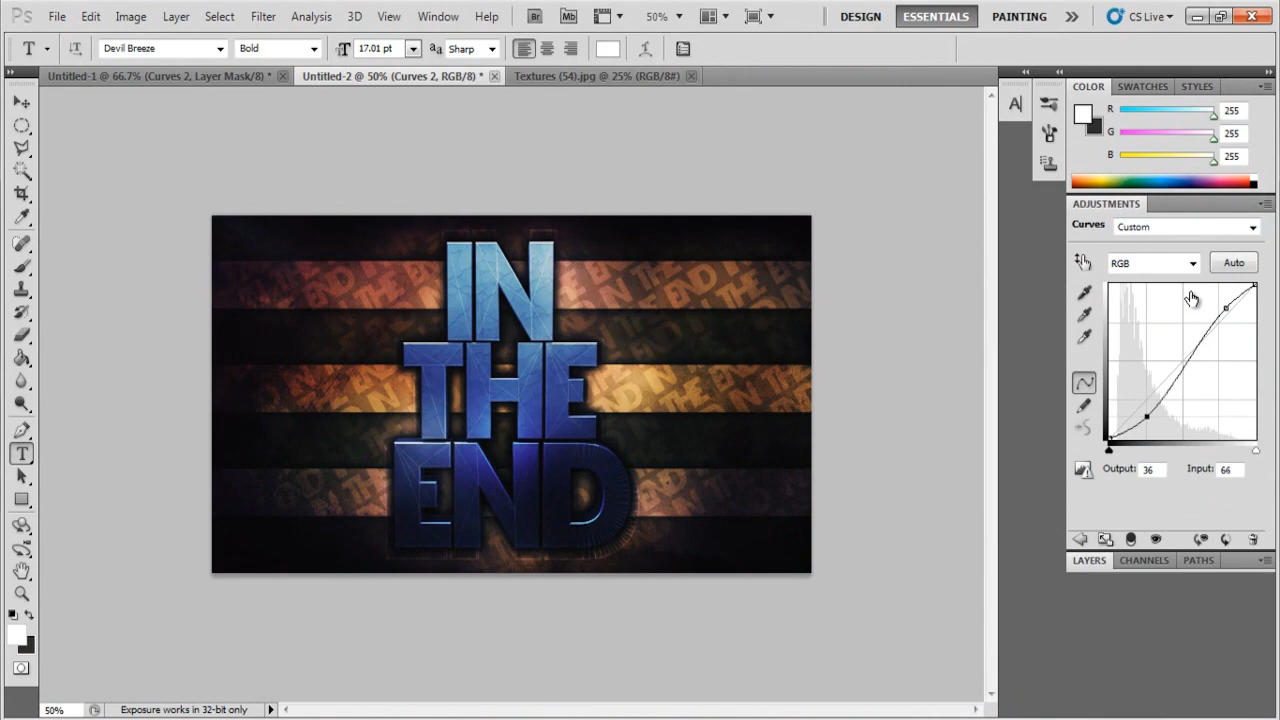 Ps File Edit Image Layer Select Filter Analysis 3D View Window Help Br Mb 50% DESIGN ESSENTIALS PAINTING CS Live
T Devil Breeze Bold T 17.01 pt aa Sharp
Untitled-1 @ 66.7% (Curves 2, Layer Mask/8) * Untitled-2 @ 50% (Curves 2, RGB/8) * Textures (54).jpg @ 25% (RGB/8#)
COLOR SWATCHES STYLES
A
R 255
G 255
B 255
ADJUSTMENTS
Curves Custom
RGB Auto
IN
THE
END
T
Output: 36 Input: 66
LAYERS CHANNELS PATHS
50% Exposure works in 32-bit only